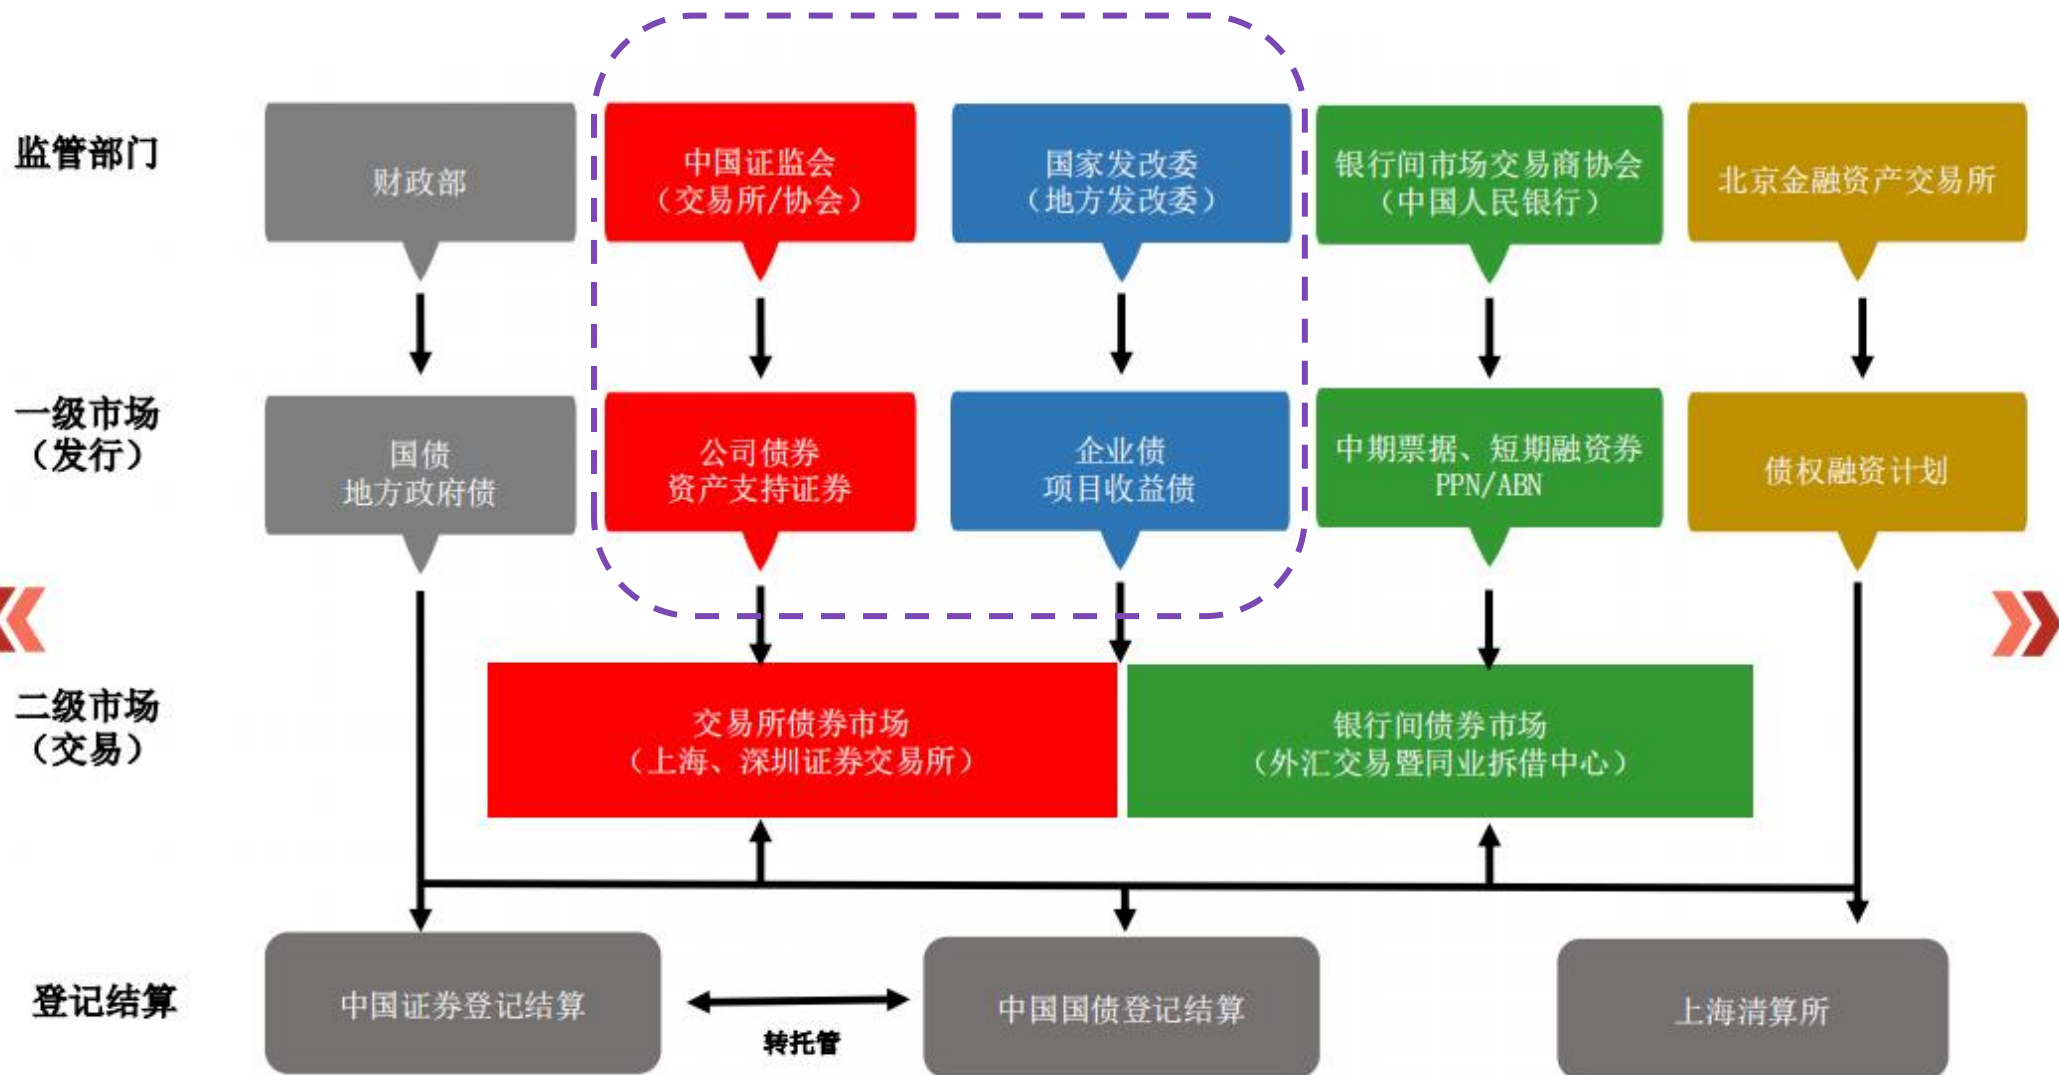 监管部门
财政部
中国证监会
（交易所/协会）
国家发改委
（地方发改委）
银行间市场交易商协会
（中国人民银行）
北京金融资产交易所
一级市场
（发行）
国债
地方政府债
公司债券
资产支持证券
企业债
项目收益债
中期票据、短期融资券
PPN/ABN
债权融资计划
二级市场
（交易）
交易所债券市场
（上海、深圳证券交易所）
银行间债券市场
（外汇交易暨同业拆借中心）
登记结算
中国证券登记结算
转托管
中国国债登记结算
上海清算所